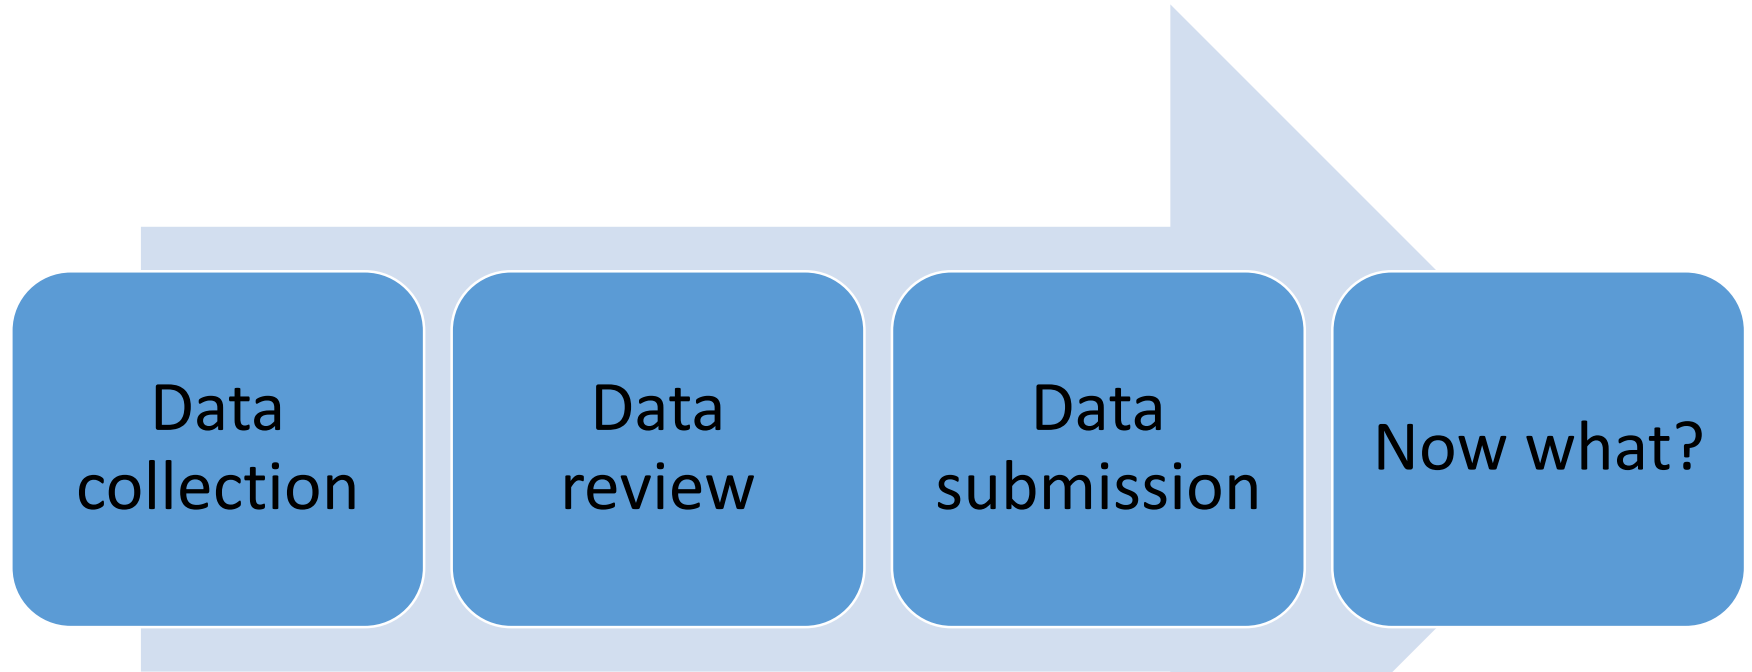 Data
collection
Data
review
Data
submission
Now what?